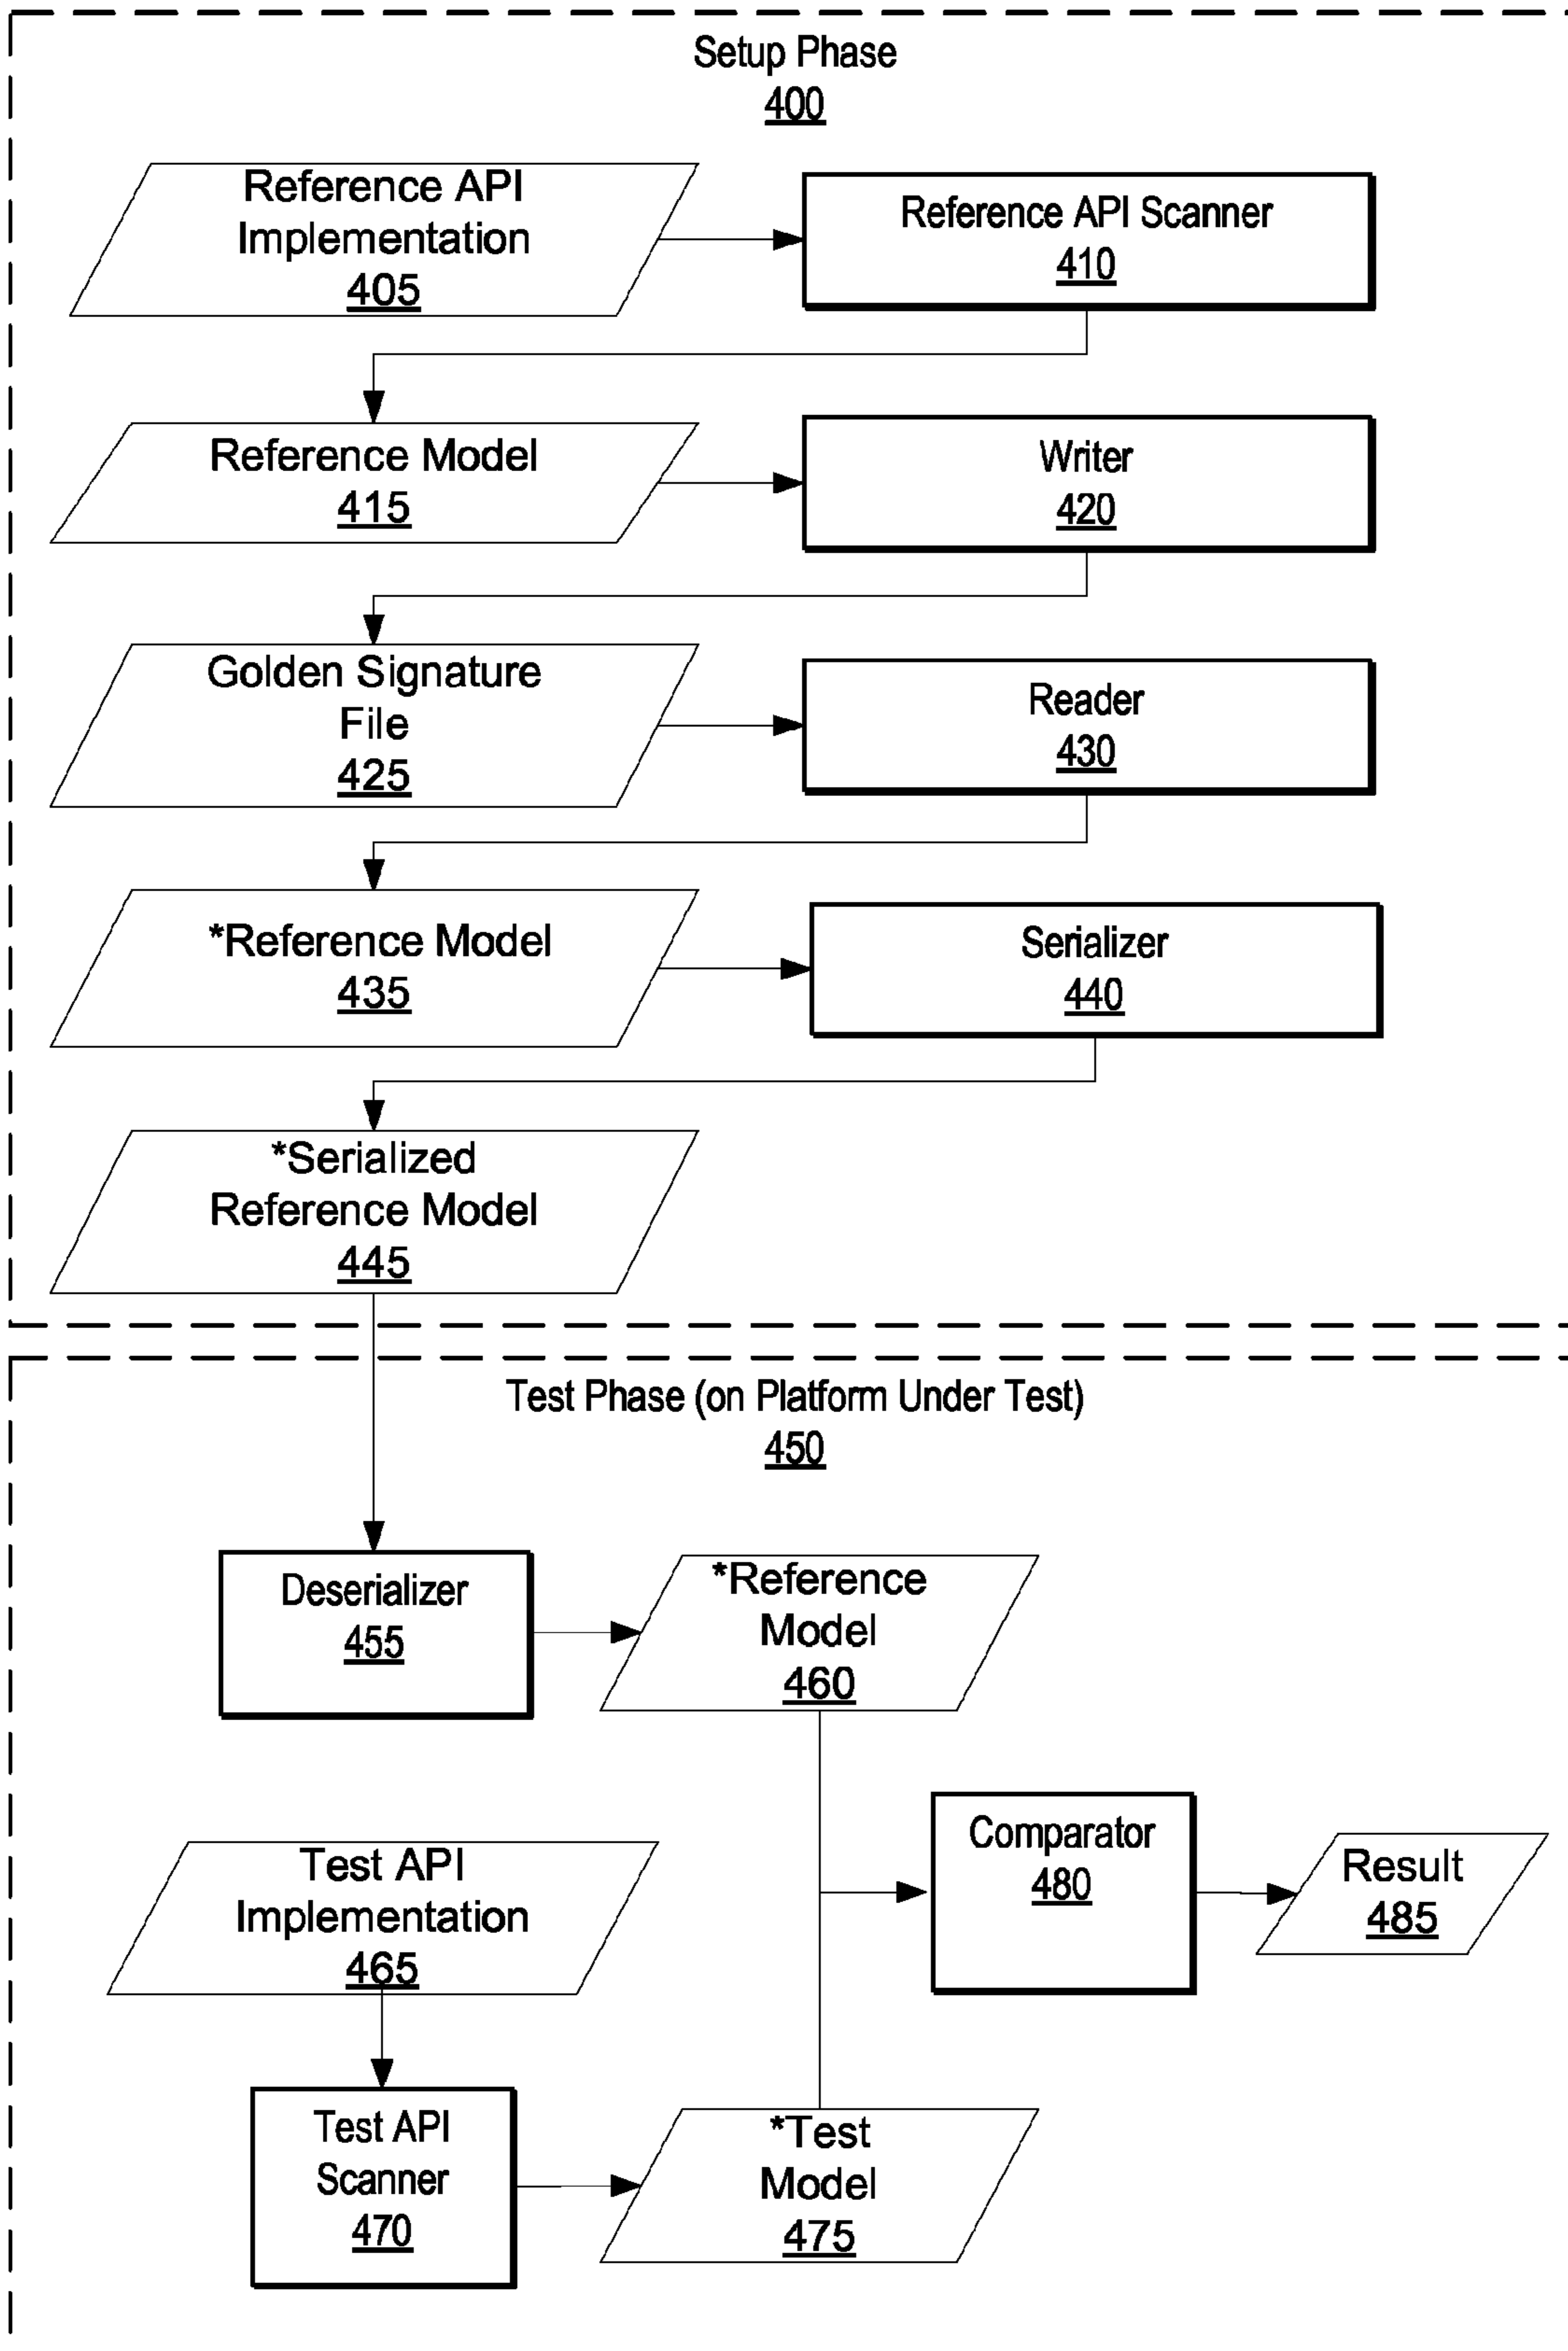 Setup Phase
400
Reference API
Implementation
405
Reference API Scanner
410
Reference Model
415
Writer
420
Golden Signature
File
425
Reader
430
*Reference Model
435
Serializer
440
*Serialized
Reference Model
445
Test Phase (on Platform Under Test)
450
Deserializer
455
*Reference
Model
460
Test API
Implementation
465
Comparator
480
Result
485
Test API
Scanner
470
*Test
Model
475